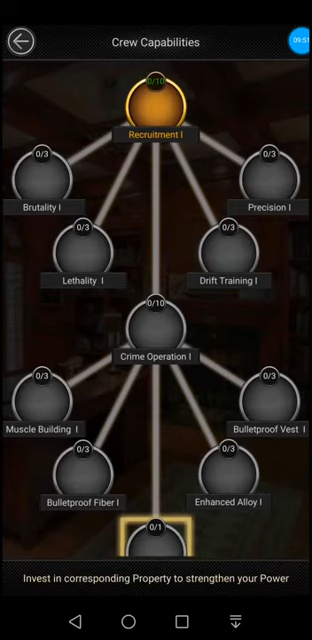 Crew Capabilities
09:51
0/10
Recruitment I
0/3
0/3
Brutality I
Precision I
0/3
0/3
Lethality I
Drift Training I
0/10
Crime Operation I
0/3
0/3
Muscle Building I
Bulletproof Vest I
0/3
0/3
Bulletproof Fiber I
Enhanced Alloy I
0/1
Invest in corresponding Property to strengthen your Power